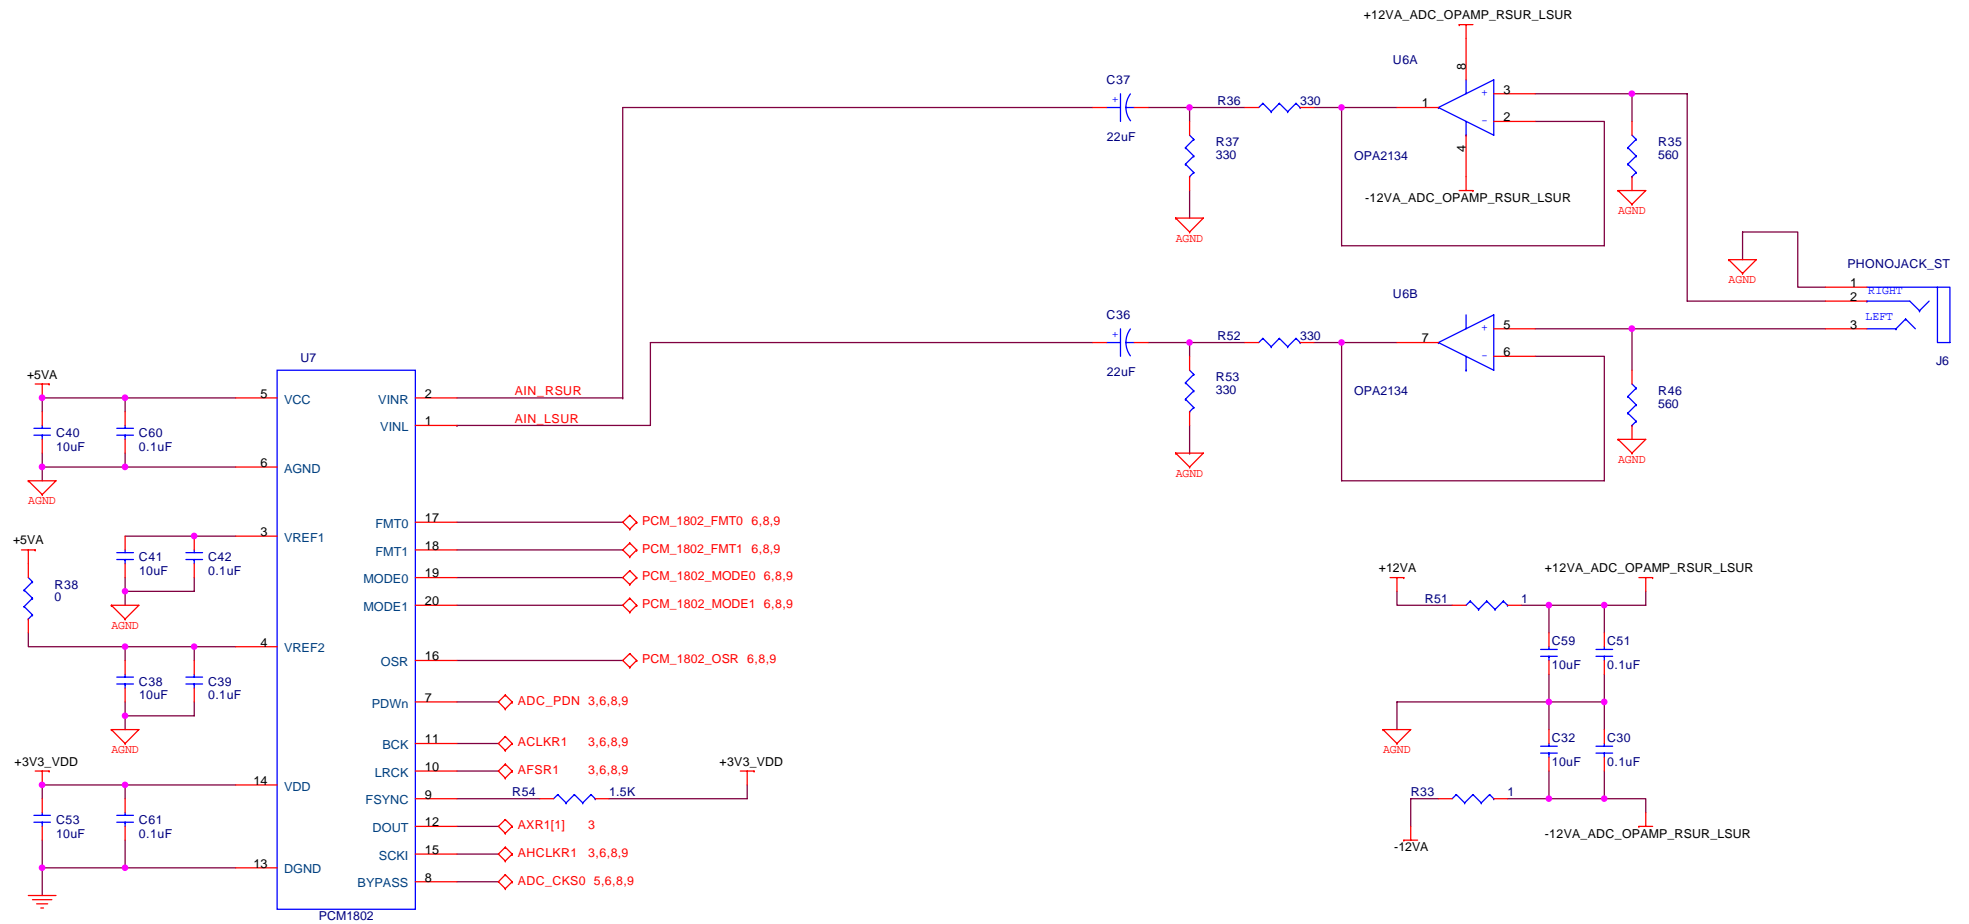 +12VA_ADC_OPAMP_RSUR_LSUR
U6A
8
C37
+
3
R36
330
1
+
2
-
22uF
R37
330
4
OPA2134
R35
560
-12VA_ADC_OPAMP_RSUR_LSUR
AGND
AGND
PHONOJACK_ST
AGND
1
RIGHT
2
U6B
C36
LEFT
3
+
5
R52
330
7
+
6
-
U7
J6
22uF
R53
330
+5VA
OPA2134
R46
560
5
VCC
VINR
2
AIN_RSUR
VINL
1
AIN_LSUR
C40
10uF
C60
0.1uF
6
AGND
AGND
AGND
AGND
FMT0
17
PCM_1802_FMT0 6,8,9
3
VREF1
+5VA
FMT1
18
PCM_1802_FMT1 6,8,9
C41
10uF
C42
0.1uF
MODE0
19
PCM_1802_MODE0 6,8,9
+12VA
+12VA_ADC_OPAMP_RSUR_LSUR
R38
0
MODE1
20
PCM_1802_MODE1 6,8,9
R51
1
AGND
4
VREF2
C59
10uF
C51
0.1uF
OSR
16
PCM_1802_OSR 6,8,9
C38
10uF
C39
0.1uF
PDWn
7
ADC_PDN 3,6,8,9
AGND
BCK
11
ACLKR1 3,6,8,9
AGND
C32
10uF
C30
0.1uF
+3V3_VDD
LRCK
10
AFSR1 3,6,8,9
+3V3_VDD
14
VDD
FSYNC
9
R54
1.5K
R33
1
C53
10uF
C61
0.1uF
DOUT
12
AXR1[1] 3
-12VA_ADC_OPAMP_RSUR_LSUR
-12VA
SCKI
15
AHCLKR1 3,6,8,9
13
DGND
BYPASS
8
ADC_CKS0 5,6,8,9
PCM1802